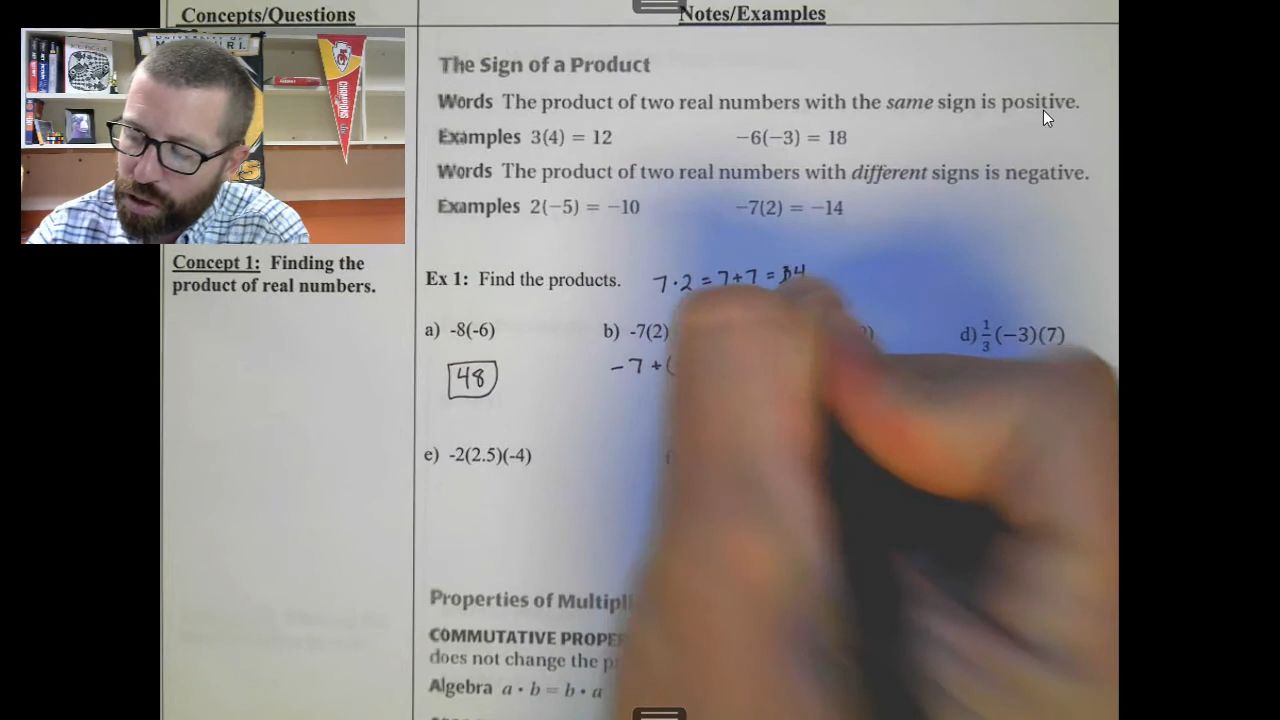 Concepts/Questions
Notes/Examples
The Sign of a Product
Words The product of two real numbers with the same sign is positive.
Examples 3(4) = 12 −6(−3) = 18
Words The product of two real numbers with different signs is negative.
Examples 2(−5) = −10 −7(2) = −14
Concept 1: Finding the
product of real numbers.
Ex 1: Find the products. 7·2 = 7+7 = 14
a) -8(-6) b) -7(2) d) 1/3(−3)(7)
48 −7 + (
e) -2(2.5)(-4)
Properties of
COMMUTATIVE
does not change the
Algebra a • b = b • a
CHAMPIONS